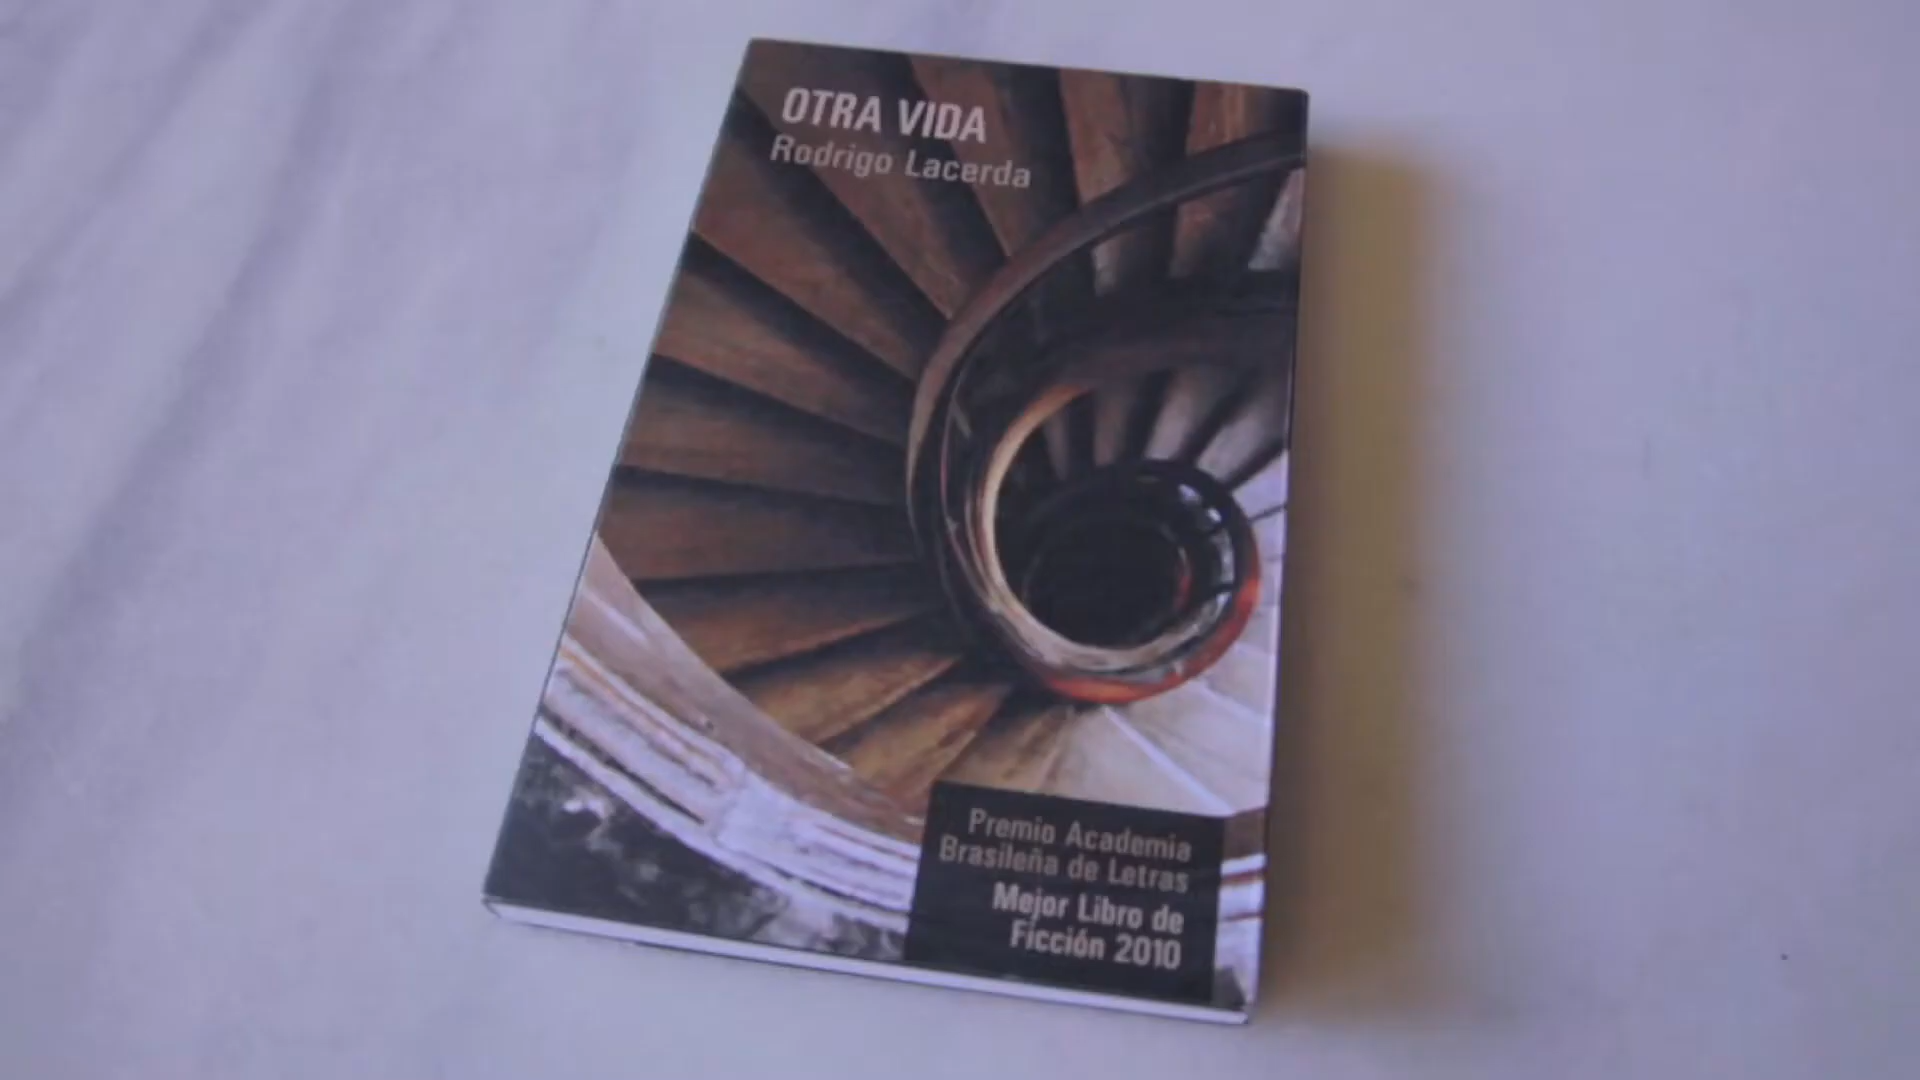 OTRA VIDA
Rodrigo Lacerda
Premio Academia
Brasileña de Letras
Mejor Libro de
Ficción 2010